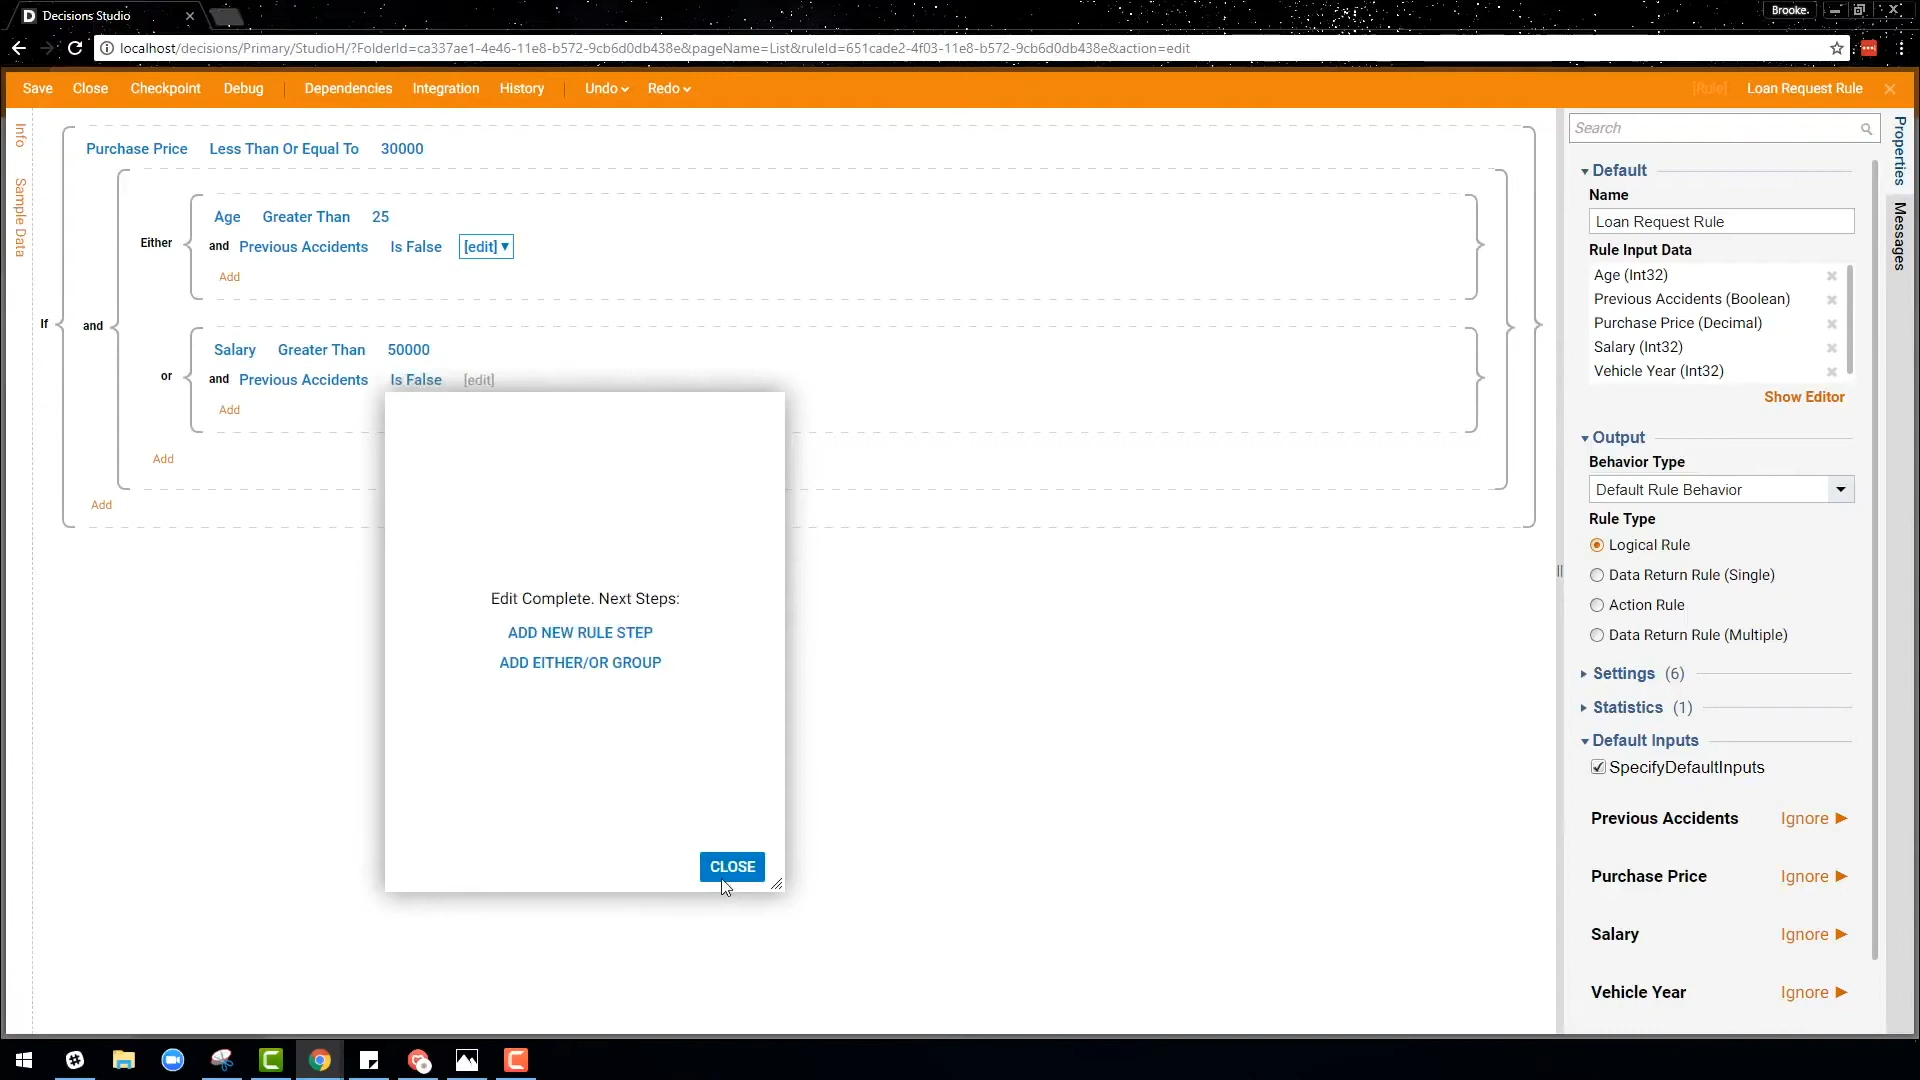 Decisions Studio
Brooke.
localhost/decisions/Primary/StudioH/?FolderId=ca337ae1-4e46-11e8-b572-9cb6d0db438e&pageName=List&ruleId=651cade2-4f03-11e8-b572-9cb6d0db438e&action=edit
Save Close Checkpoint Debug Dependencies Integration History Undo Redo [Rule] Loan Request Rule
Info
Sample Data
Purchase Price Less Than Or Equal To 30000
Age Greater Than 25
Either
and Previous Accidents Is False [edit]
Add
If
and
Salary Greater Than 50000
or
and Previous Accidents Is False [edit]
Add
Add
Add
Edit Complete. Next Steps:
ADD NEW RULE STEP
ADD EITHER/OR GROUP
CLOSE
Search
Default
Name
Loan Request Rule
Rule Input Data
Age (Int32)
Previous Accidents (Boolean)
Purchase Price (Decimal)
Salary (Int32)
Vehicle Year (Int32)
Show Editor
Output
Behavior Type
Default Rule Behavior
Rule Type
Logical Rule
Data Return Rule (Single)
Action Rule
Data Return Rule (Multiple)
Settings (6)
Statistics (1)
Default Inputs
SpecifyDefaultInputs
Previous Accidents Ignore
Purchase Price Ignore
Salary Ignore
Vehicle Year Ignore
Properties
Messages